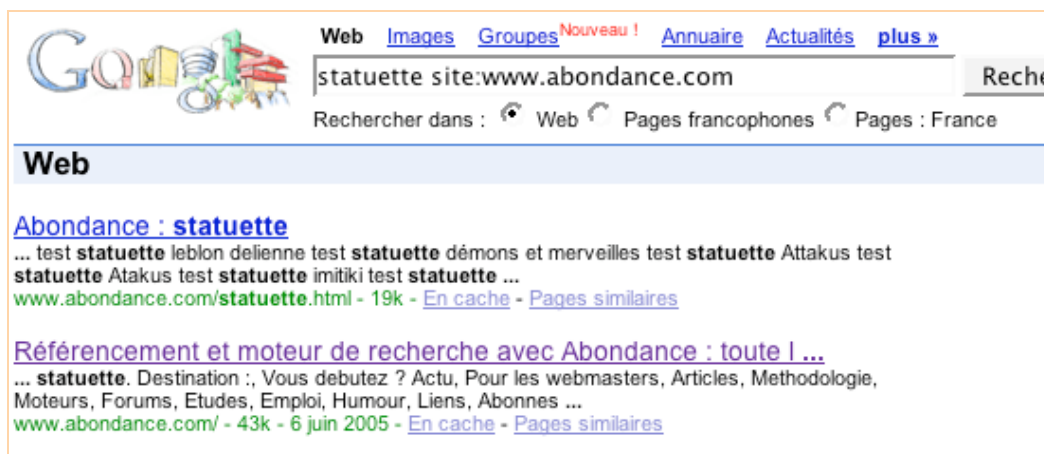 Google
Web Images Groupes Nouveau ! Annuaire Actualités plus »
statuette site:www.abondance.com Reche
Rechercher dans : Web Pages francophones Pages : France
Web
Abondance : statuette
... test statuette leblon delienne test statuette démons et merveilles test statuette Attakus test
statuette Atakus test statuette imitiki test statuette ...
www.abondance.com/statuette.html - 19k - En cache - Pages similaires
Référencement et moteur de recherche avec Abondance : toute l ...
... statuette. Destination :, Vous debutez ? Actu, Pour les webmasters, Articles, Methodologie,
Moteurs, Forums, Etudes, Emploi, Humour, Liens, Abonnes ...
www.abondance.com/ - 43k - 6 juin 2005 - En cache - Pages similaires